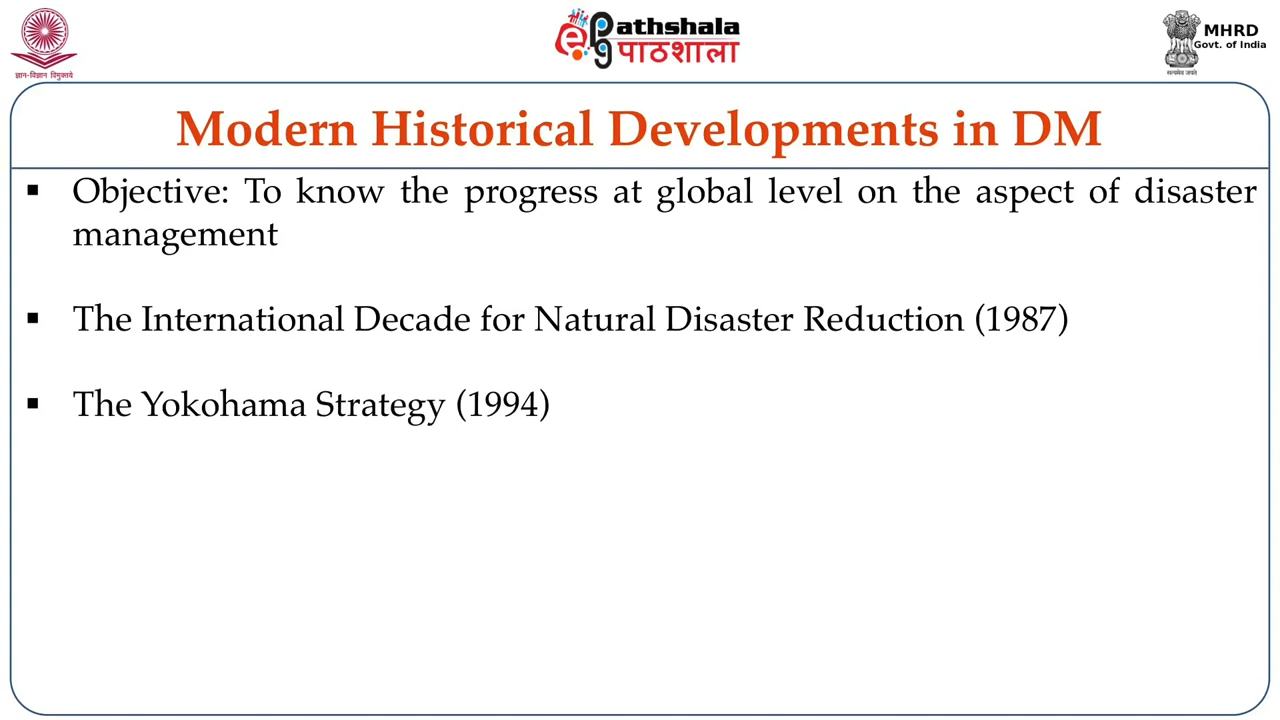 ज्ञान-विज्ञान विमुक्तये
ePathshala
पाठशाला
MHRD
Govt. of India
सत्यमेव जयते
Modern Historical Developments in DM
▪ Objective: To know the progress at global level on the aspect of disaster
management
▪ The International Decade for Natural Disaster Reduction (1987)
▪ The Yokohama Strategy (1994)